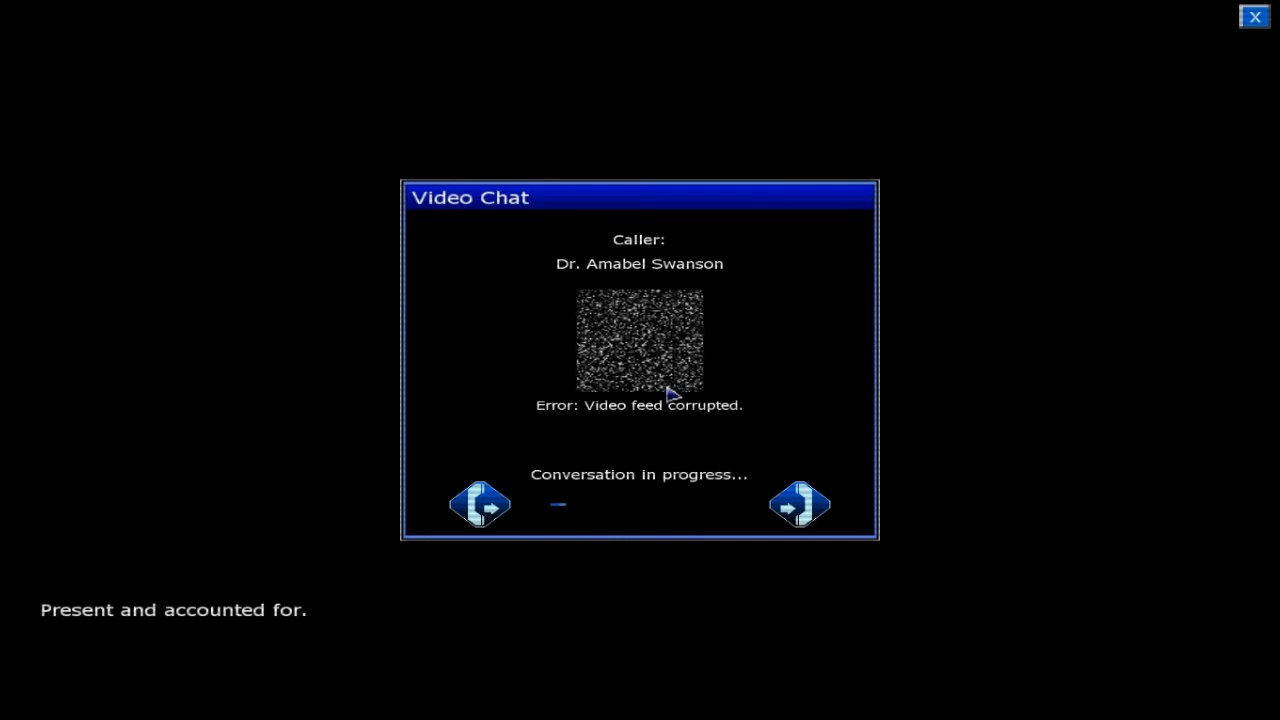 X
Video Chat
Caller:
Dr. Amabel Swanson
Error: Video feed corrupted.
Conversation in progress...
Present and accounted for.